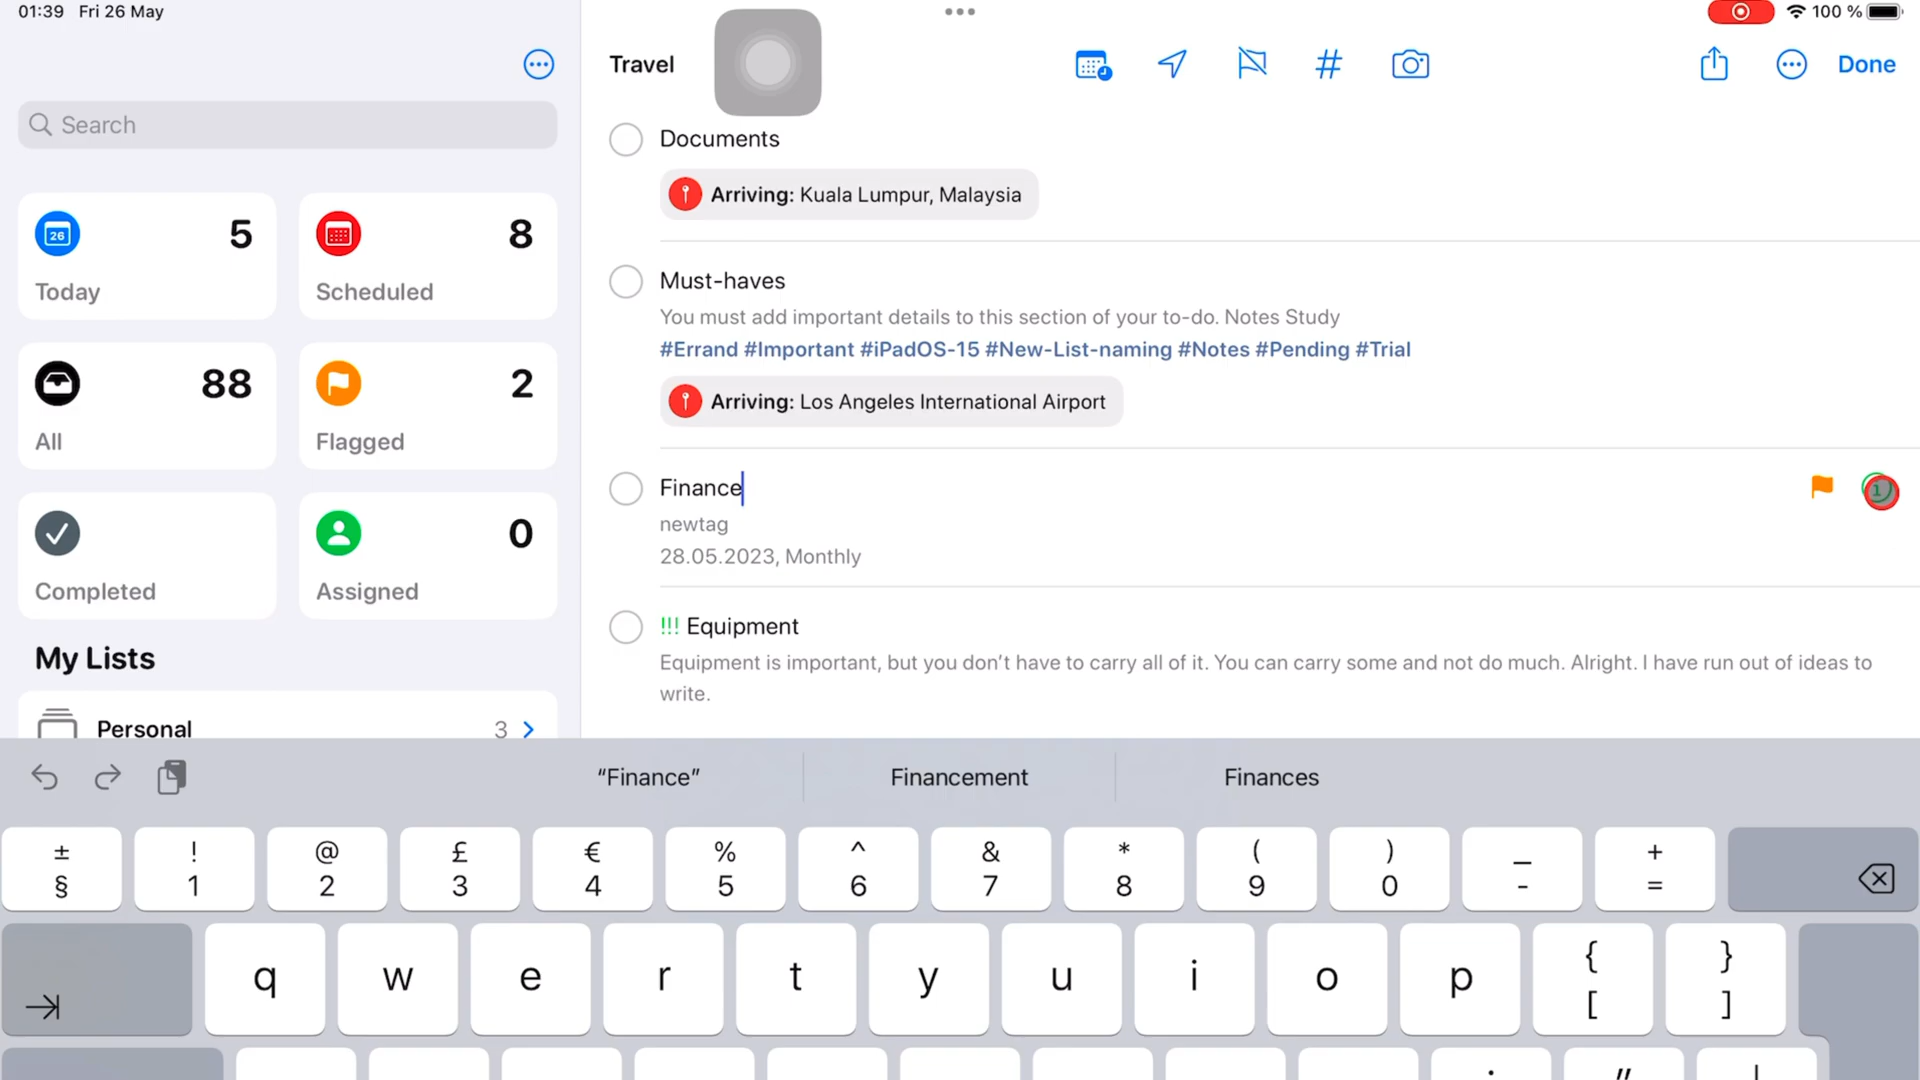 01:39 Fri 26 May
100 %
Search
26
5
Today
8
Scheduled
88
All
2
Flagged
Completed
0
Assigned
My Lists
Personal 3
Travel
#
Done
Documents
Arriving: Kuala Lumpur, Malaysia
Must-haves
You must add important details to this section of your to-do. Notes Study
#Errand #Important #iPadOS-15 #New-List-naming #Notes #Pending #Trial
Arriving: Los Angeles International Airport
Finance
newtag
28.05.2023, Monthly
!!! Equipment
Equipment is important, but you don’t have to carry all of it. You can carry some and not do much. Alright. I have run out of ideas to
write.
“Finance” Financement Finances
± ! @ £ € % ^ & * ( ) _ +
§ 1 2 3 4 5 6 7 8 9 0 - =
q w e r t y u i o p { }
[ ]